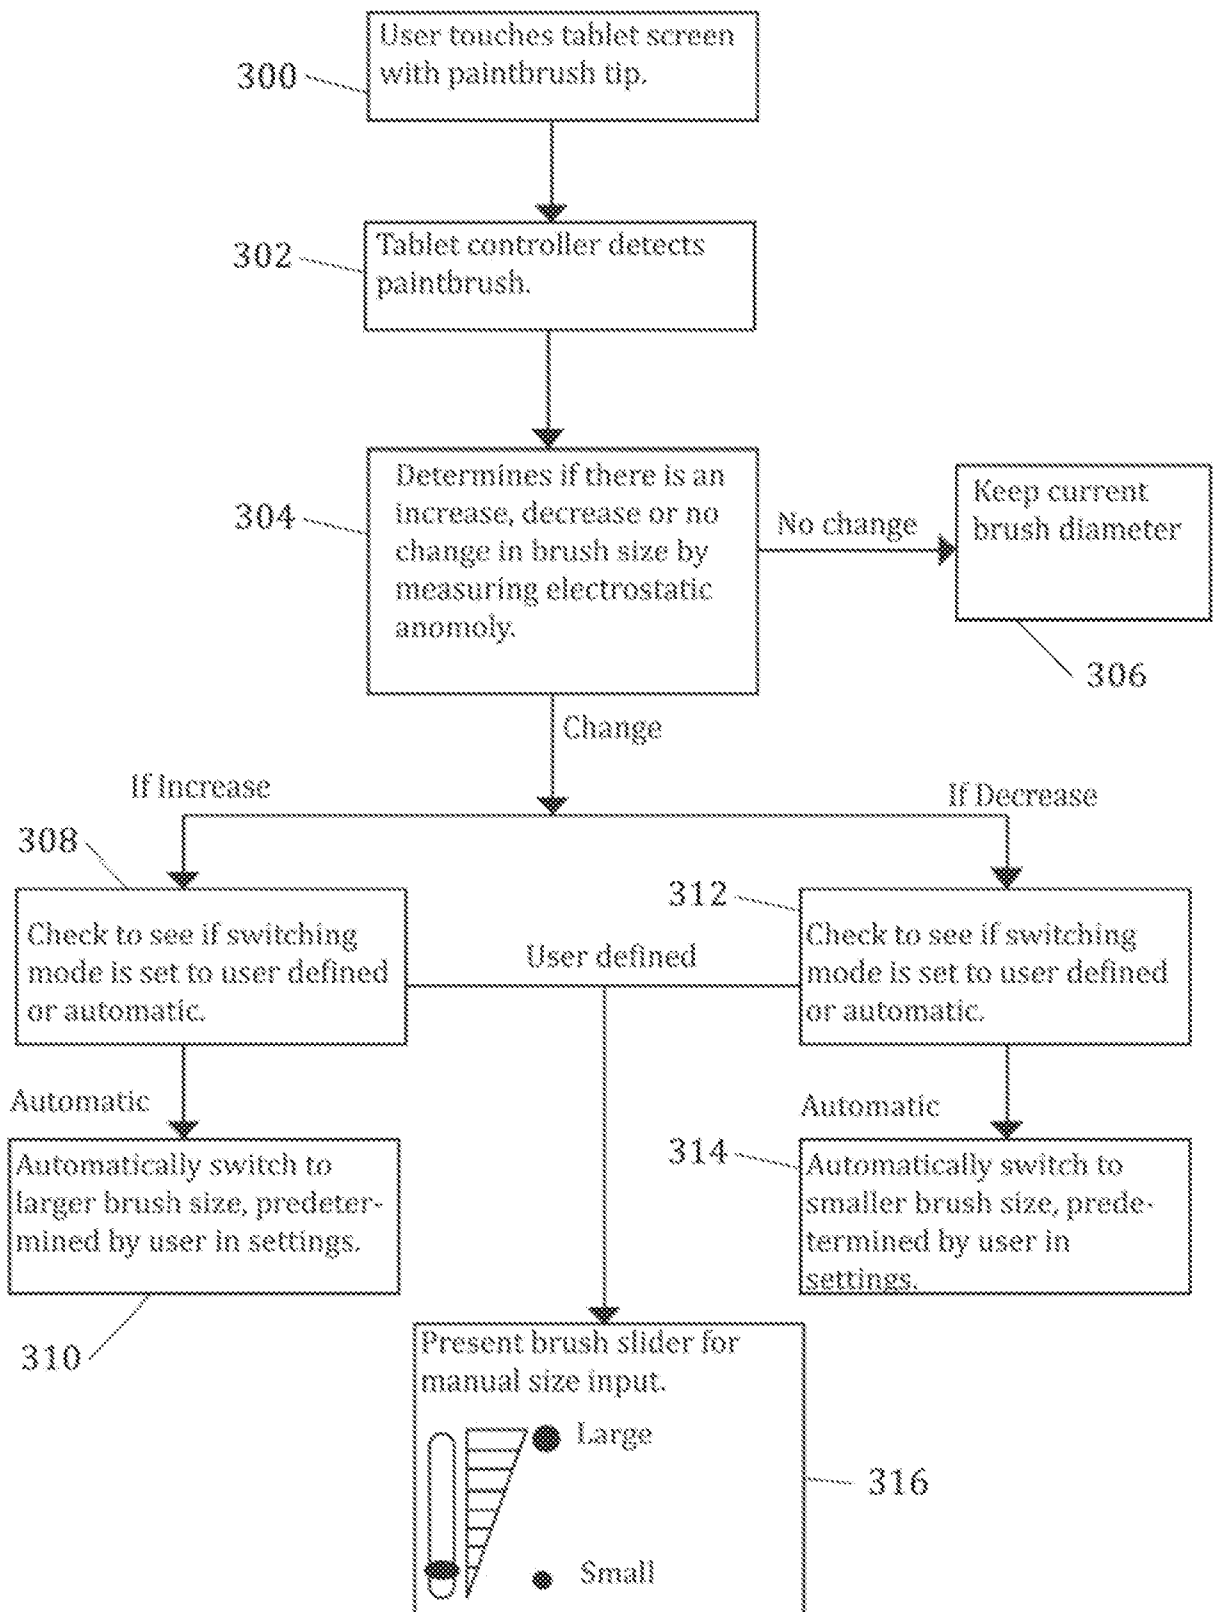 User touches tablet screen
with paintbrush tip.
300
Tablet controller detects
paintbrush.
302
Determines if there is an
increase, decrease or no
change in brush size by
measuring electrostatic
anomoly.
304
No change
Keep current
brush diameter
306
Change
If Increase
If Decrease
308
Check to see if switching
mode is set to user defined
or automatic.
User defined
312
Check to see if switching
mode is set to user defined
or automatic.
Automatic
Automatically switch to
larger brush size, predeter-
mined by user in settings.
310
Automatic
314
Automatically switch to
smaller brush size, prede-
termined by user in
settings.
Present brush slider for
manual size input.
Large
Small
316